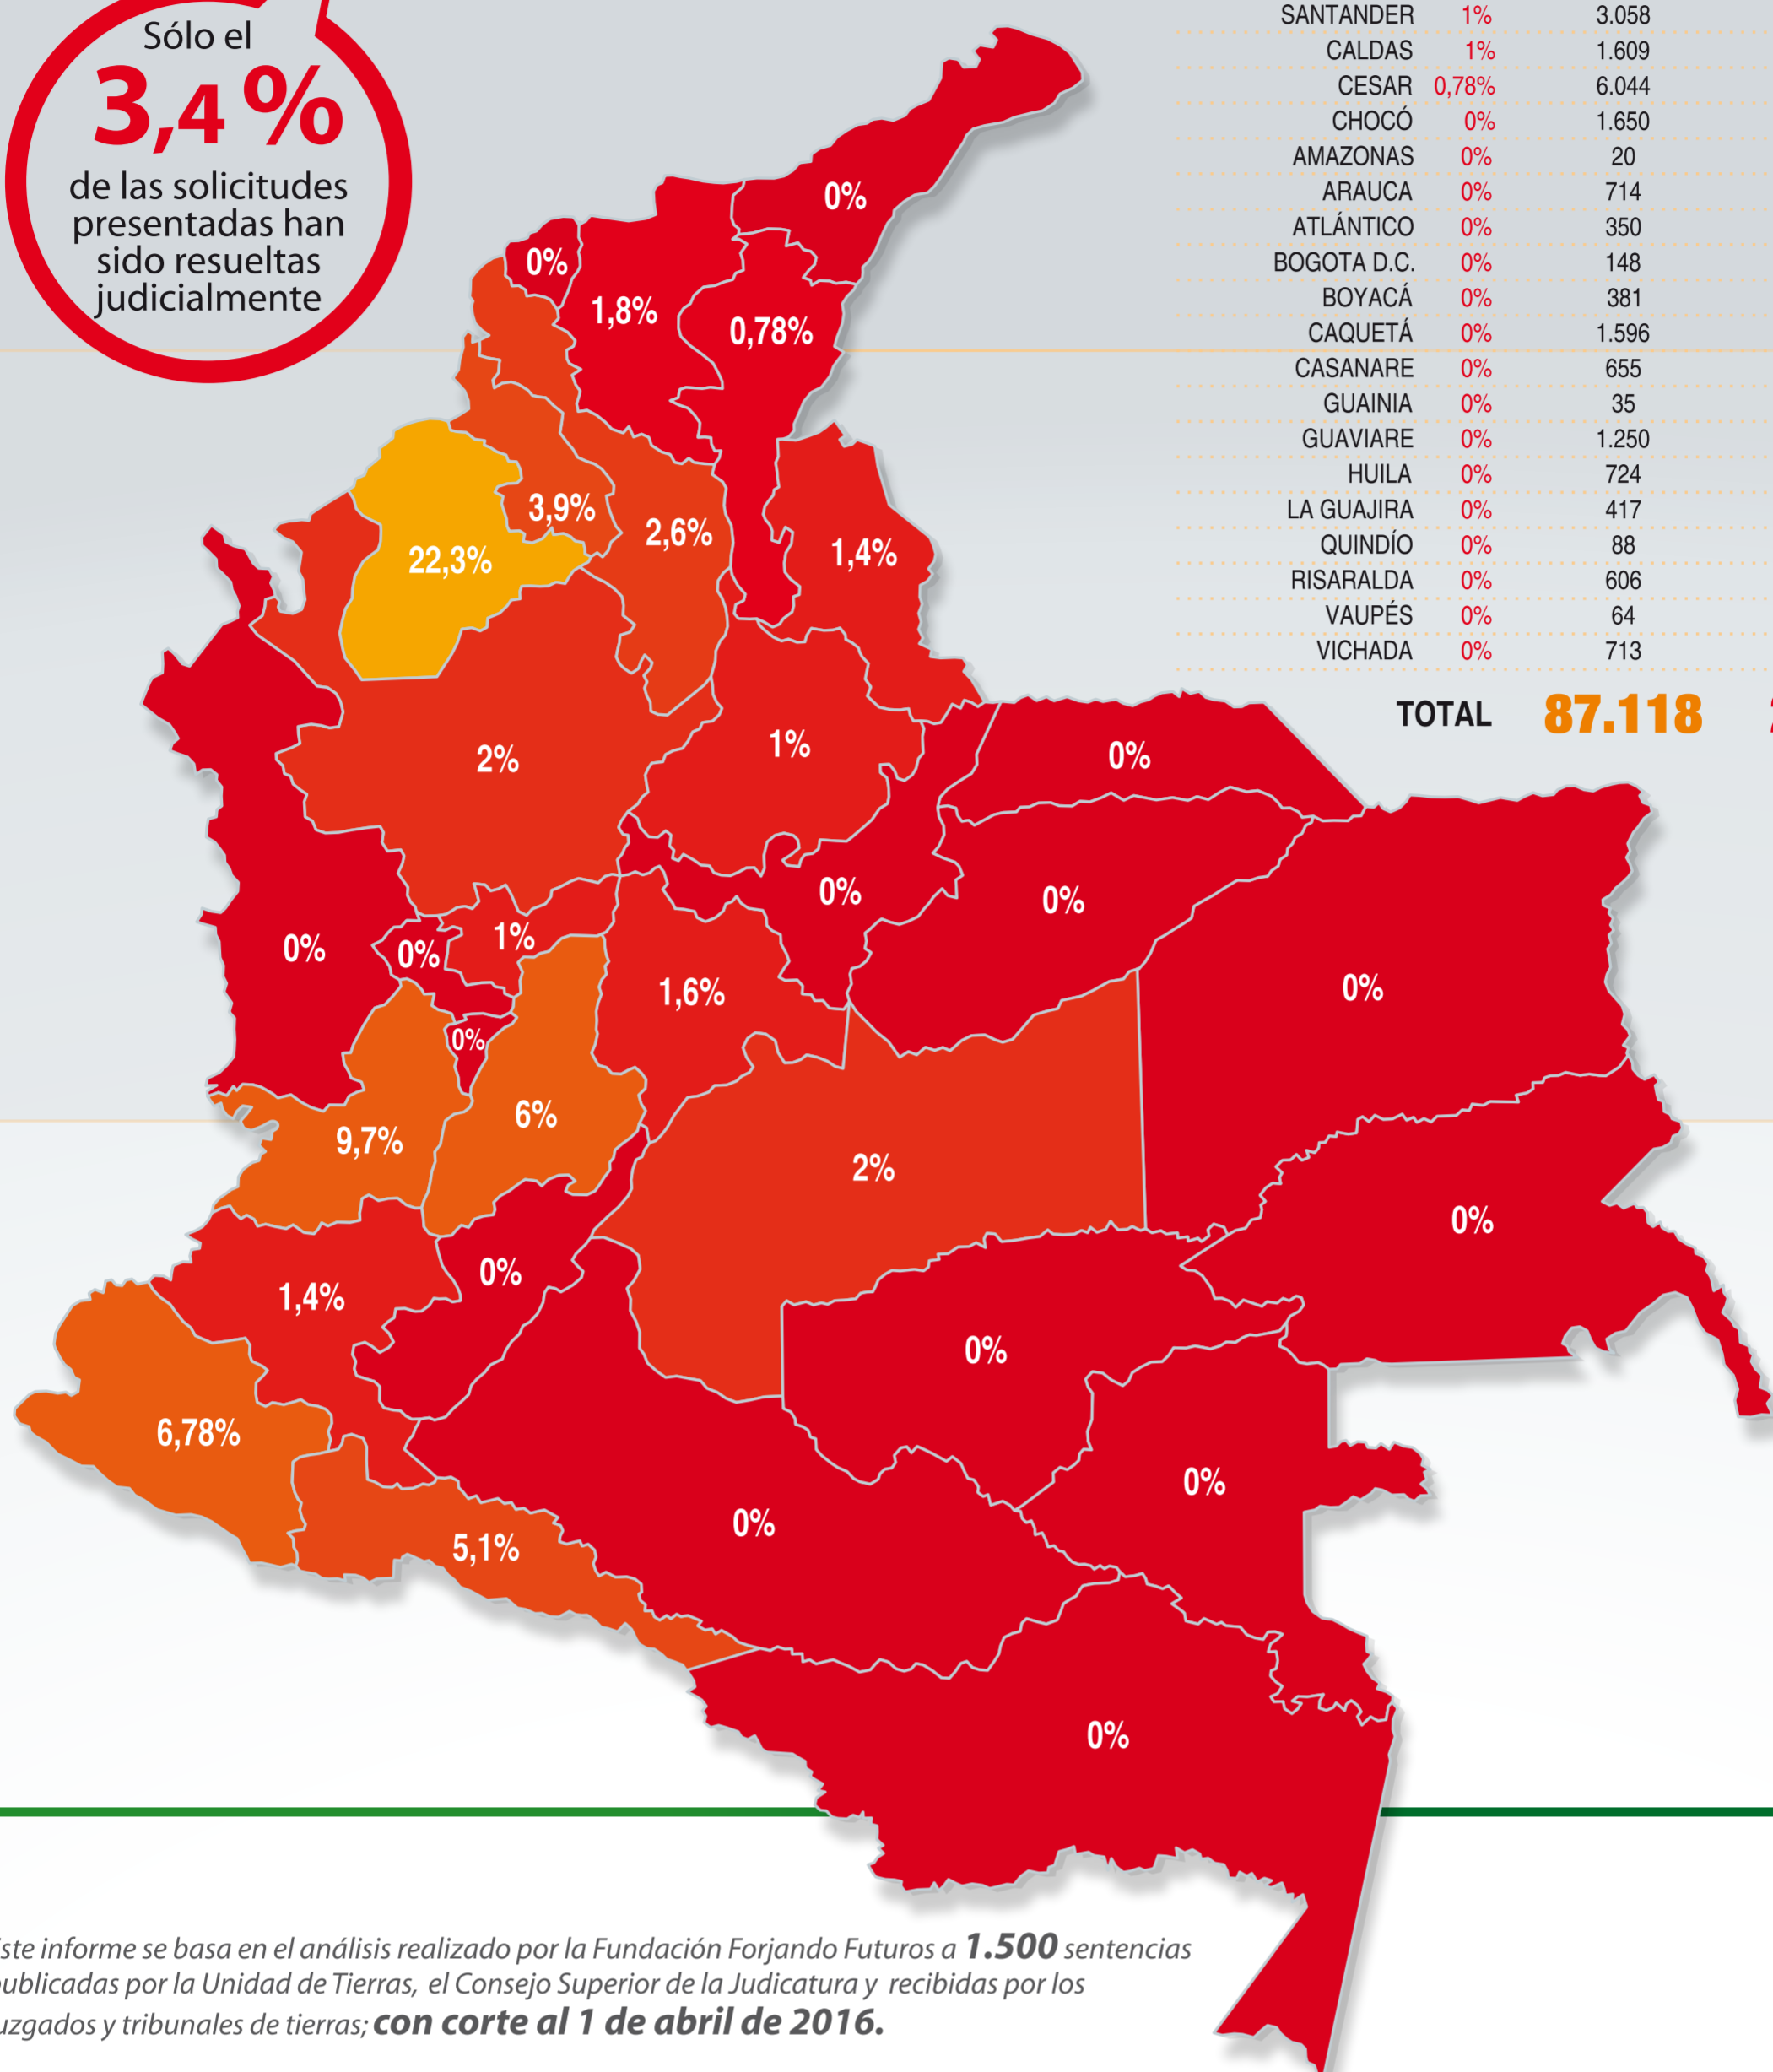 Sólo el
3,4 %
de las solicitudes
presentadas han
sido resueltas
judicialmente
SANTANDER 1% 3.058
CALDAS 1% 1.609
CESAR 0,78% 6.044
CHOCÓ 0% 1.650
AMAZONAS 0% 20
ARAUCA 0% 714
ATLÁNTICO 0% 350
BOGOTA D.C. 0% 148
BOYACÁ 0% 381
CAQUETÁ 0% 1.596
CASANARE 0% 655
GUAINIA 0% 35
GUAVIARE 0% 1.250
HUILA 0% 724
LA GUAJIRA 0% 417
QUINDÍO 0% 88
RISARALDA 0% 606
VAUPÉS 0% 64
VICHADA 0% 713
TOTAL 87.118
0%
0%
1,8%
0,78%
3,9%
2,6%
22,3%
1,4%
2%
1%
0%
0%
0%
0%
0%
1%
1,6%
0%
0%
6%
9,7%
2%
0%
0%
1,4%
0%
6,78%
0%
0%
5,1%
0%
ste informe se basa en el análisis realizado por la Fundación Forjando Futuros a 1.500 sentencias
ublicadas por la Unidad de Tierras, el Consejo Superior de la Judicatura y recibidas por los
uzgados y tribunales de tierras; con corte al 1 de abril de 2016.